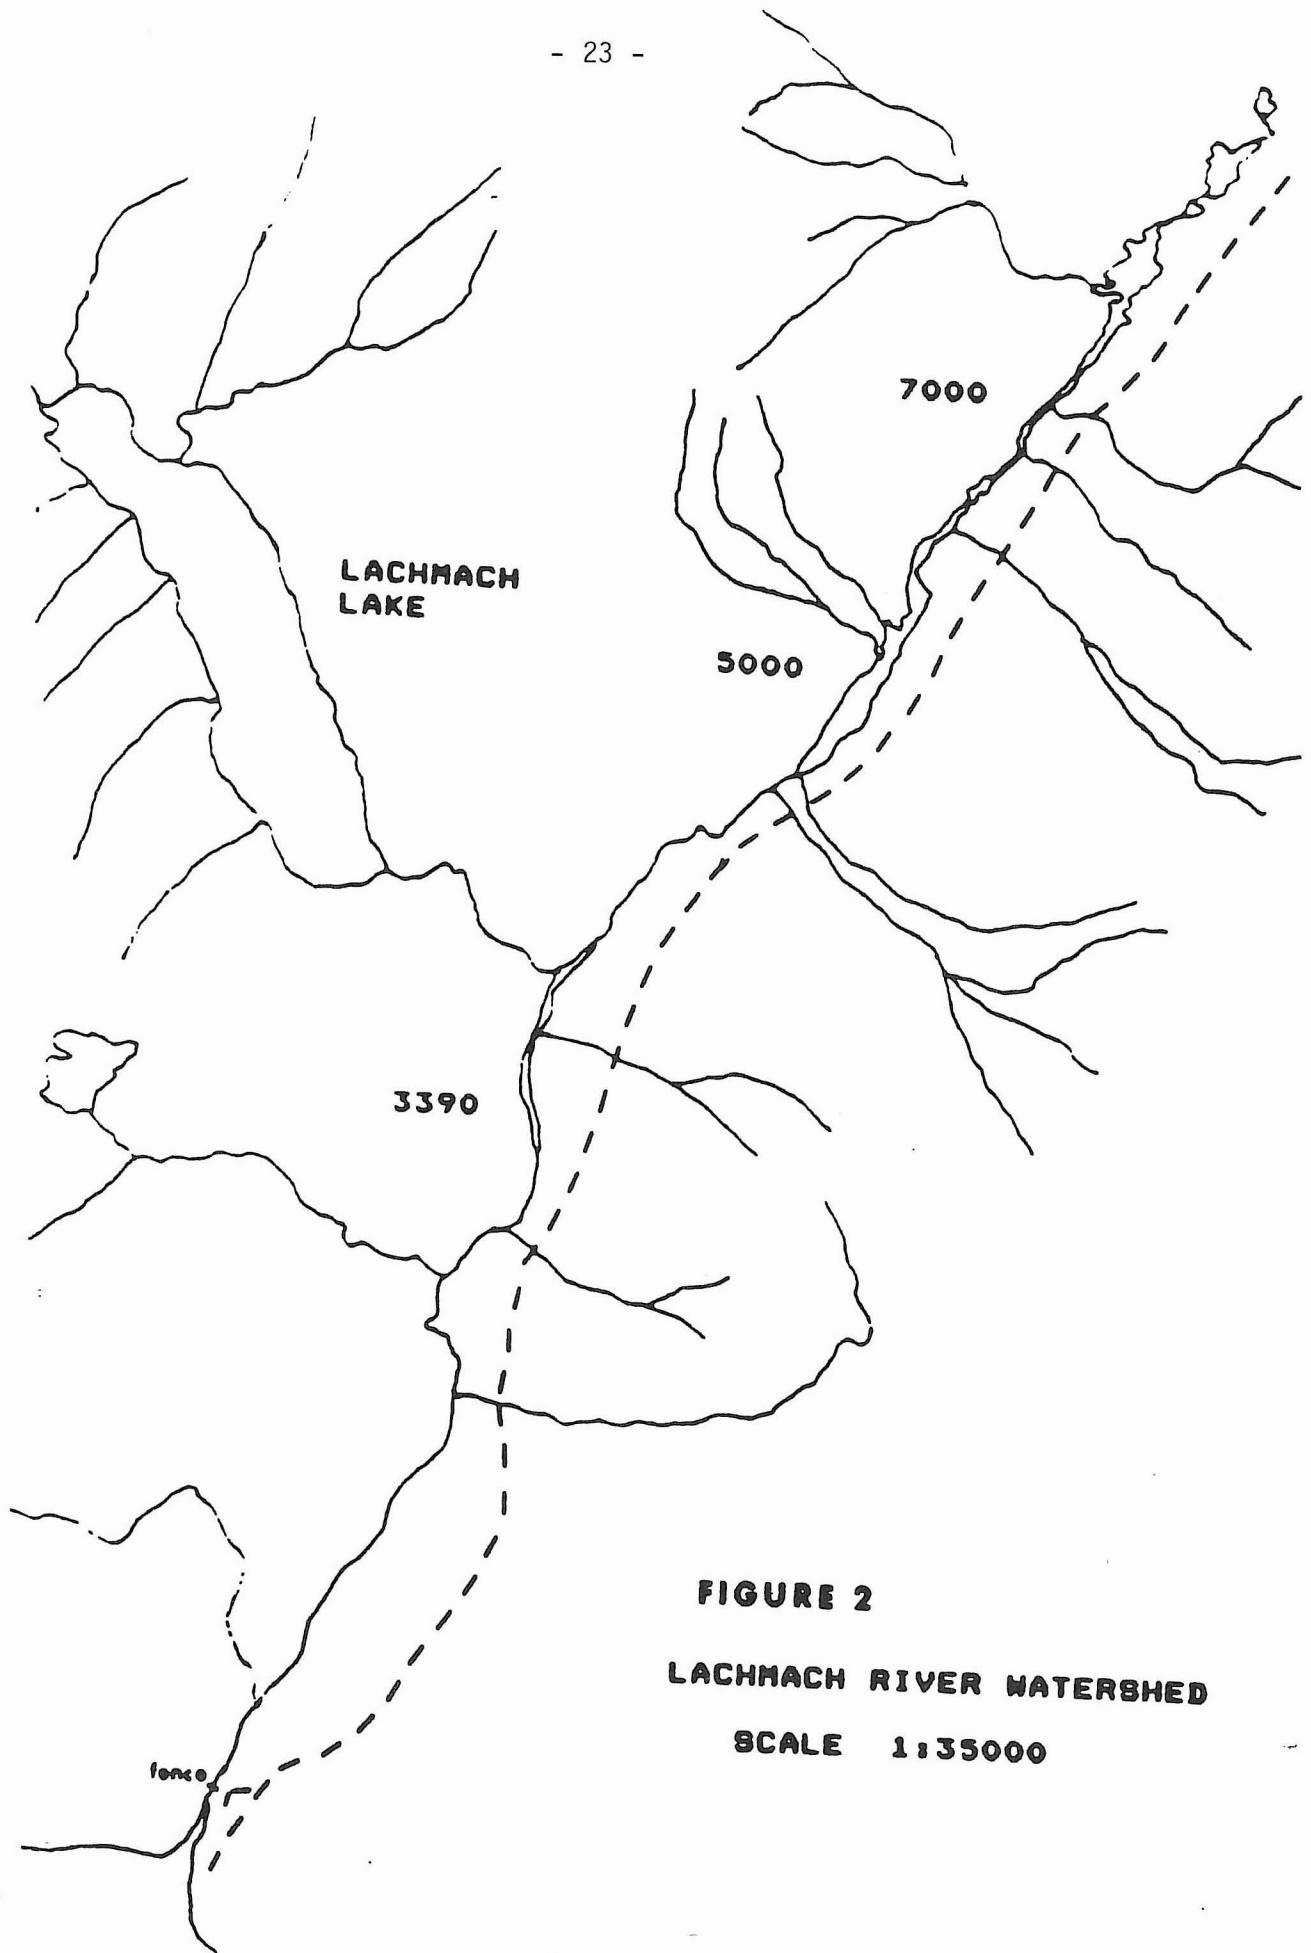 - 23 -
7000
LACHMACH
LAKE
5000
3390
FIGURE 2
LACHMACH RIVER WATERSHED
SCALE 1:35000
fence